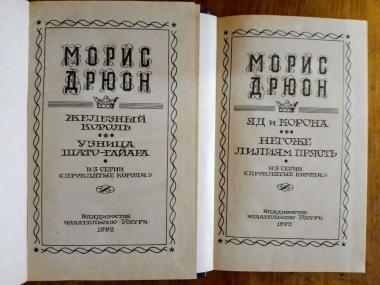 МОРИС
ДРЮОН
ЖЕЛЕЗНЫЙ
КОРОЛЬ
***
УЗНИЦА
ШАТО-ГАЙАРА
ИЗ СЕРИИ
«ПРОКЛЯТЫЕ КОРОЛИ»
ВЛАДИВОСТОК
ИЗДАТЕЛЬСТВО УССУРИ
1992
МОРИС
ДРЮОН
ЯД И КОРОНА
***
НЕГОЖЕ
ЛИЛИЯМ ПРЯСТЬ
ИЗ СЕРИИ
«ПРОКЛЯТЫЕ КОРОЛИ»
ВЛАДИВОСТОК
ИЗДАТЕЛЬСТВО УССУРИ
1992